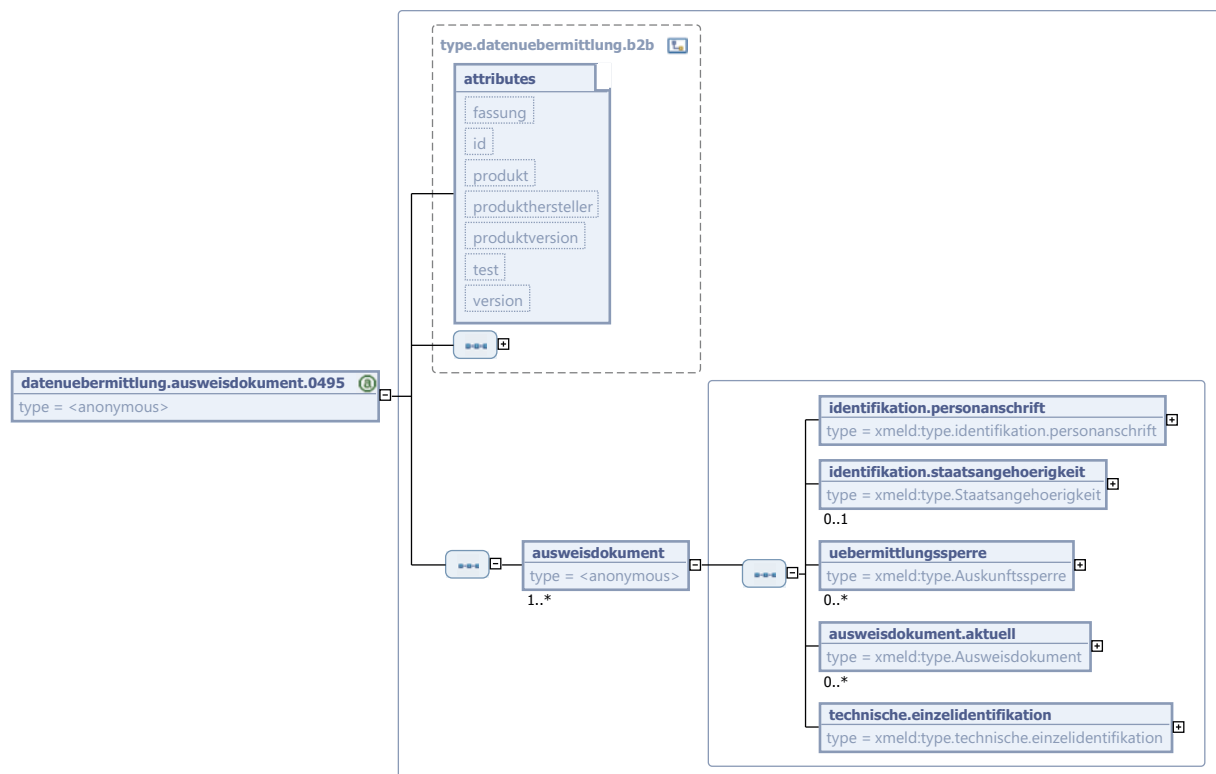 type.datenuebermittlung.b2b
attributes
fassung
id
produkt
produkthersteller
produktversion
test
version
datenuebermittlung.ausweisdokument.0495
type = <anonymous>
identifikation.personanschrift
type = xmeld:type.identifikation.personanschrift
identifikation.staatsangehoerigkeit
type = xmeld:type.Staatsangehoerigkeit
0..1
ausweisdokument
type = <anonymous>
1..*
uebermittlungssperre
type = xmeld:type.Auskunftssperre
0..*
ausweisdokument.aktuell
type = xmeld:type.Ausweisdokument
0..*
technische.einzelidentifikation
type = xmeld:type.technische.einzelidentifikation